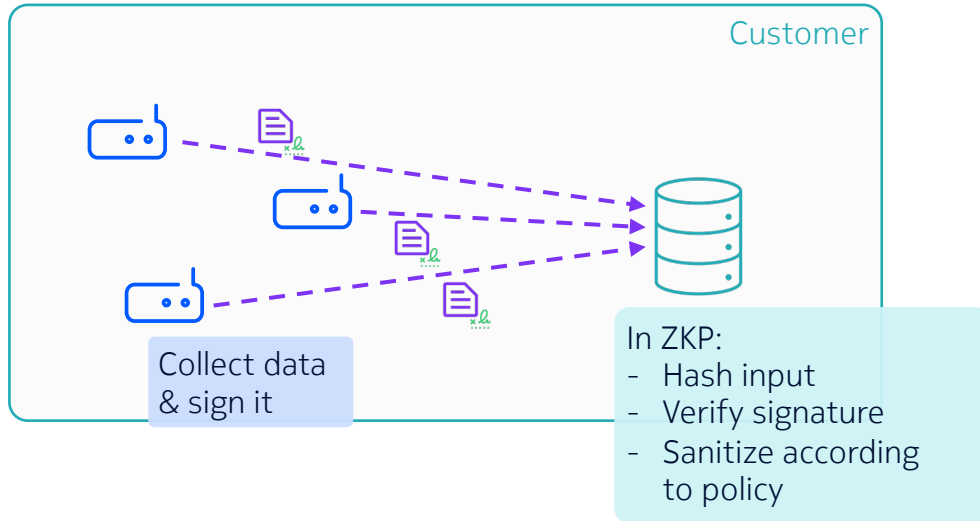 Customer
Collect data
& sign it
In ZKP:
- Hash input
- Verify signature
- Sanitize according
to policy